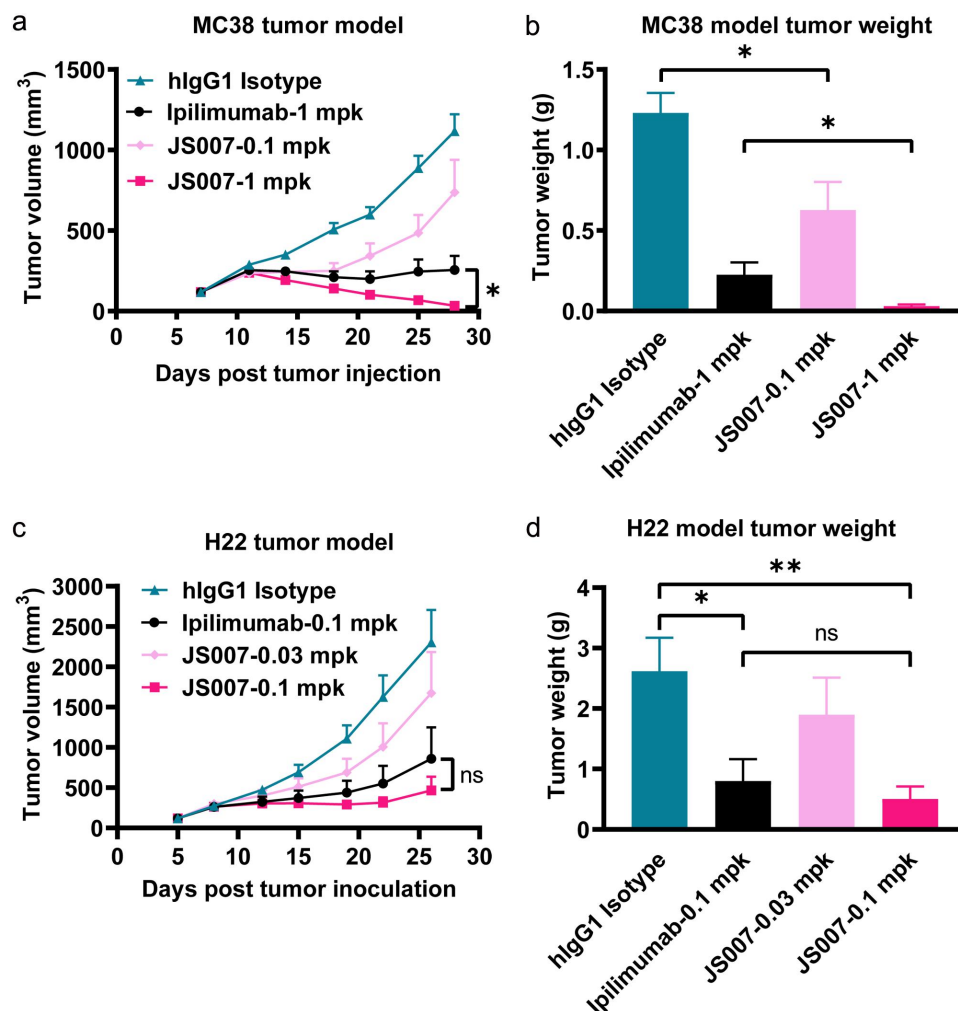 a
MC38 tumor model
Tumor volume (mm³)
1500
1000
500
0
0 5 10 15 20 25 30
Days post tumor injection
hIgG1 Isotype
Ipilimumab-1 mpk
JS007-0.1 mpk
JS007-1 mpk
*
b
MC38 model tumor weight
Tumor weight (g)
1.5
1.0
0.5
0.0
*
*
hIgG1 Isotype
Ipilimumab-1 mpk
JS007-0.1 mpk
JS007-1 mpk
c
H22 tumor model
Tumor volume (mm³)
3000
2500
2000
1500
1000
500
0
0 5 10 15 20 25 30
Days post tumor inoculation
hIgG1 Isotype
Ipilimumab-0.1 mpk
JS007-0.03 mpk
JS007-0.1 mpk
ns
d
H22 model tumor weight
Tumor weight (g)
4
3
2
1
0
**
*
ns
hIgG1 Isotype
Ipilimumab-0.1 mpk
JS007-0.03 mpk
JS007-0.1 mpk